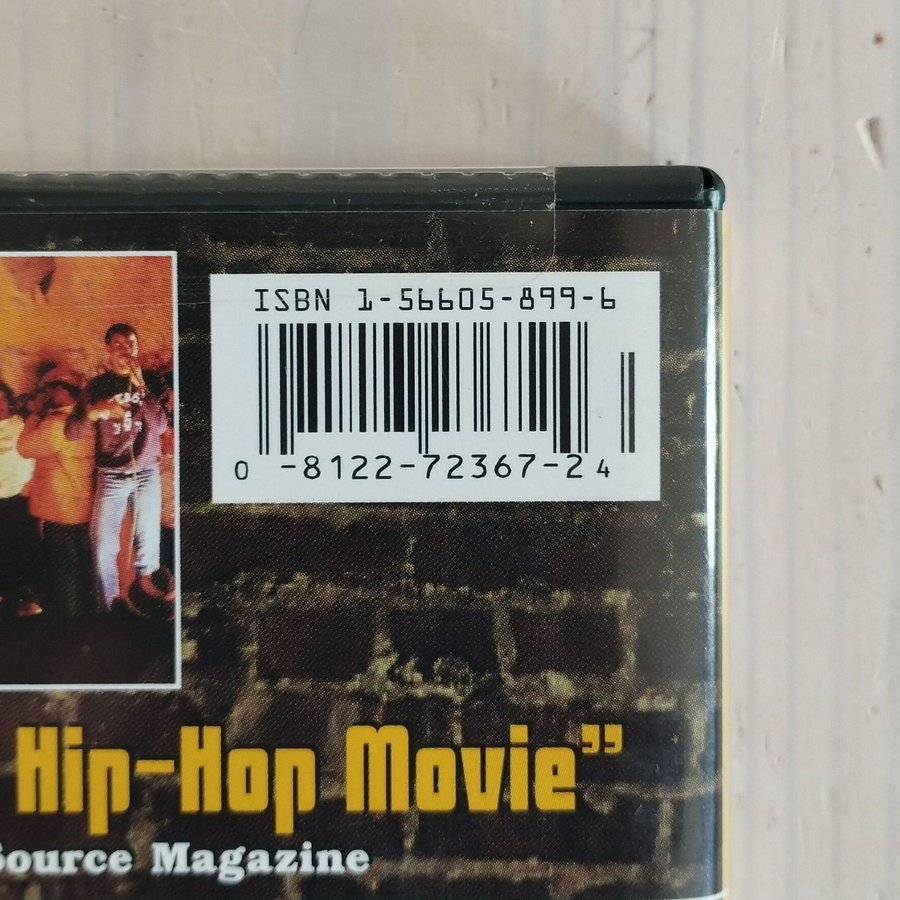 ISBN 1-56605-899-6
0 -8122-72367-2 4
Hip-Hop Movie”
Source Magazine